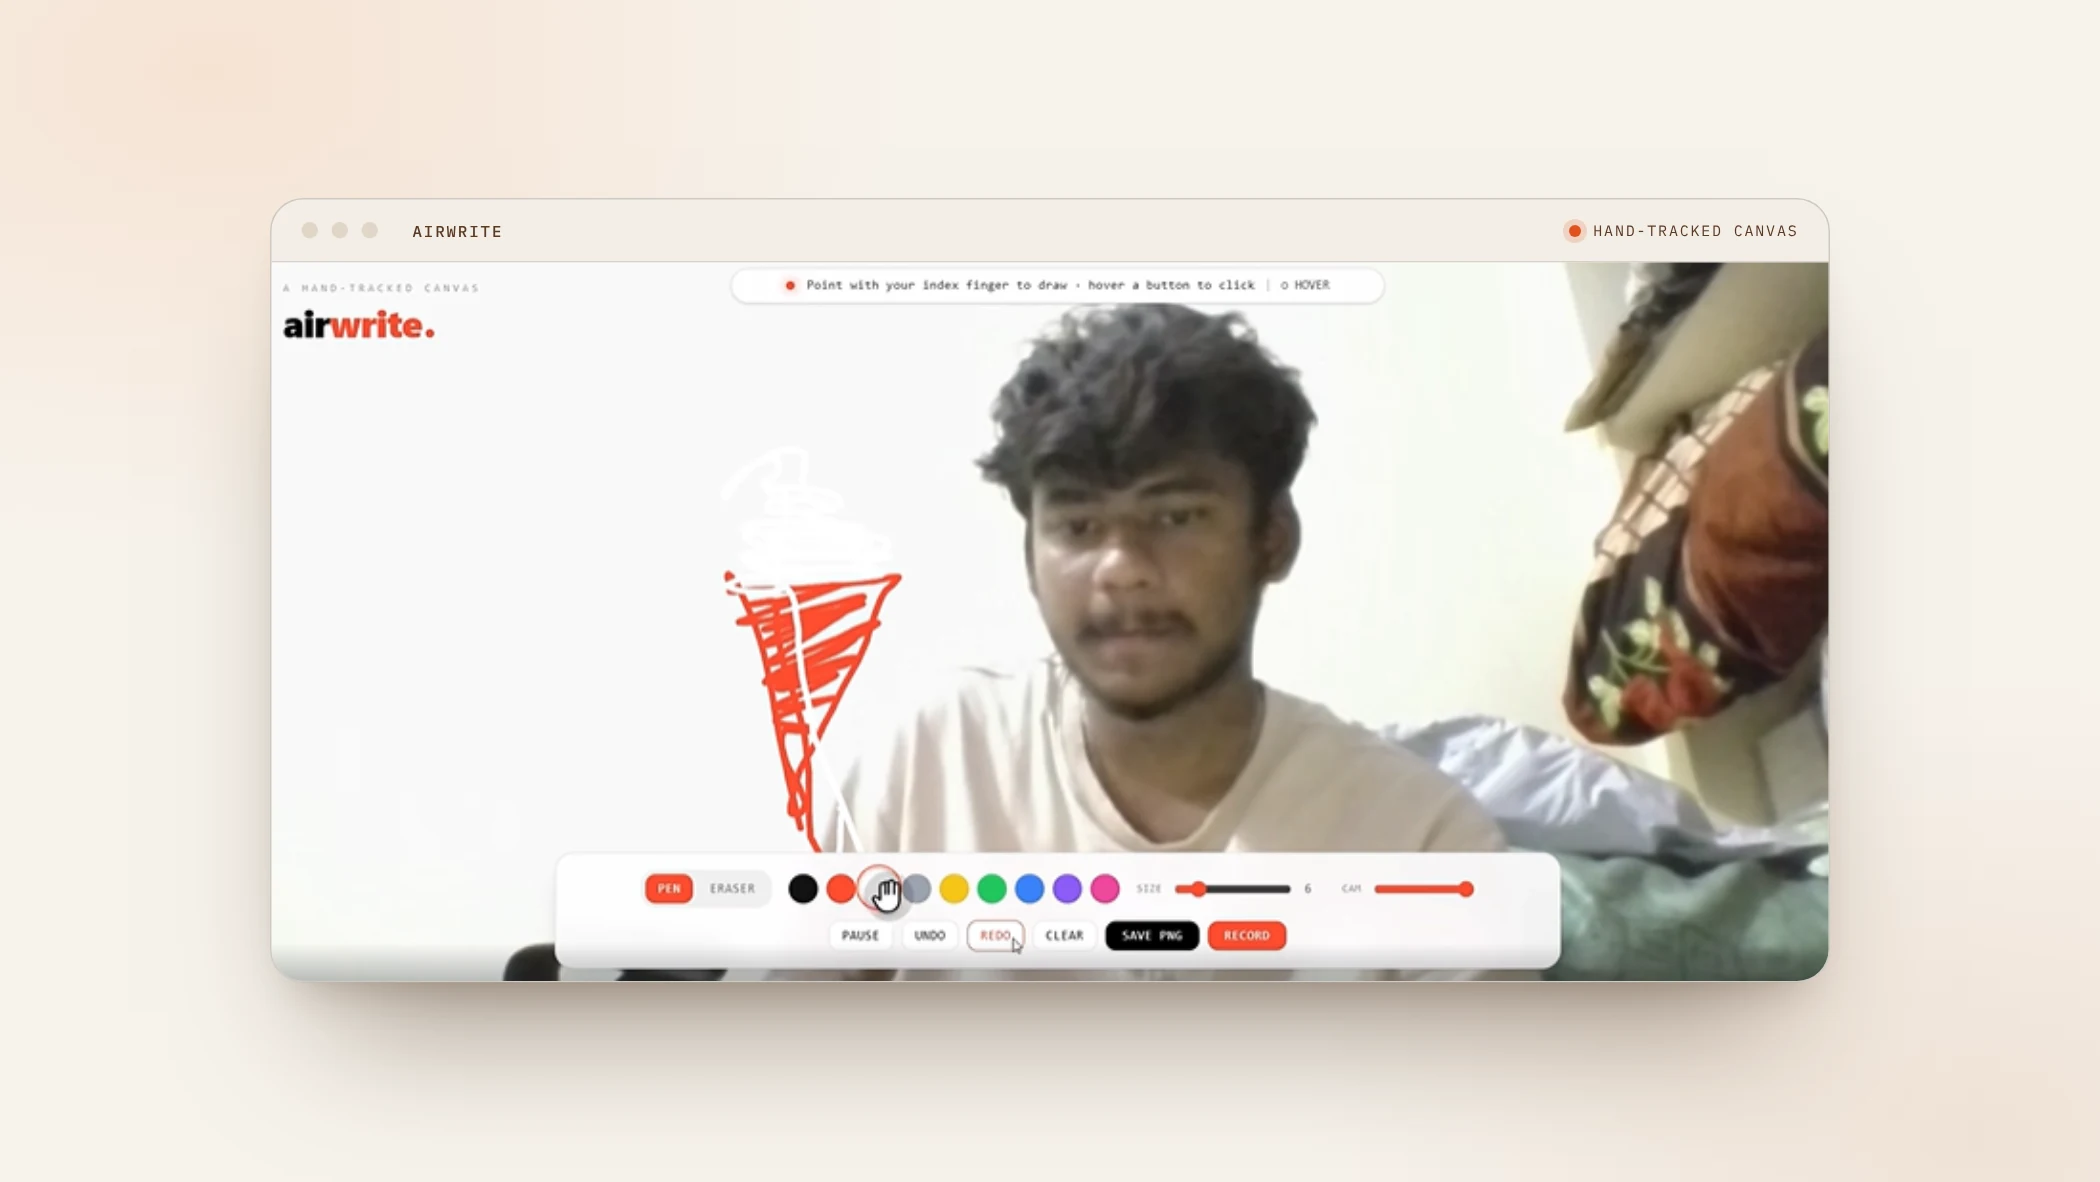 AIRWRITE
HAND-TRACKED CANVAS
A HAND-TRACKED CANVAS
airwrite.
Point with your index finger to draw · hover a button to click | O HOVER
PEN ERASER SIZE 6 CAM
PAUSE UNDO REDO CLEAR SAVE PNG RECORD